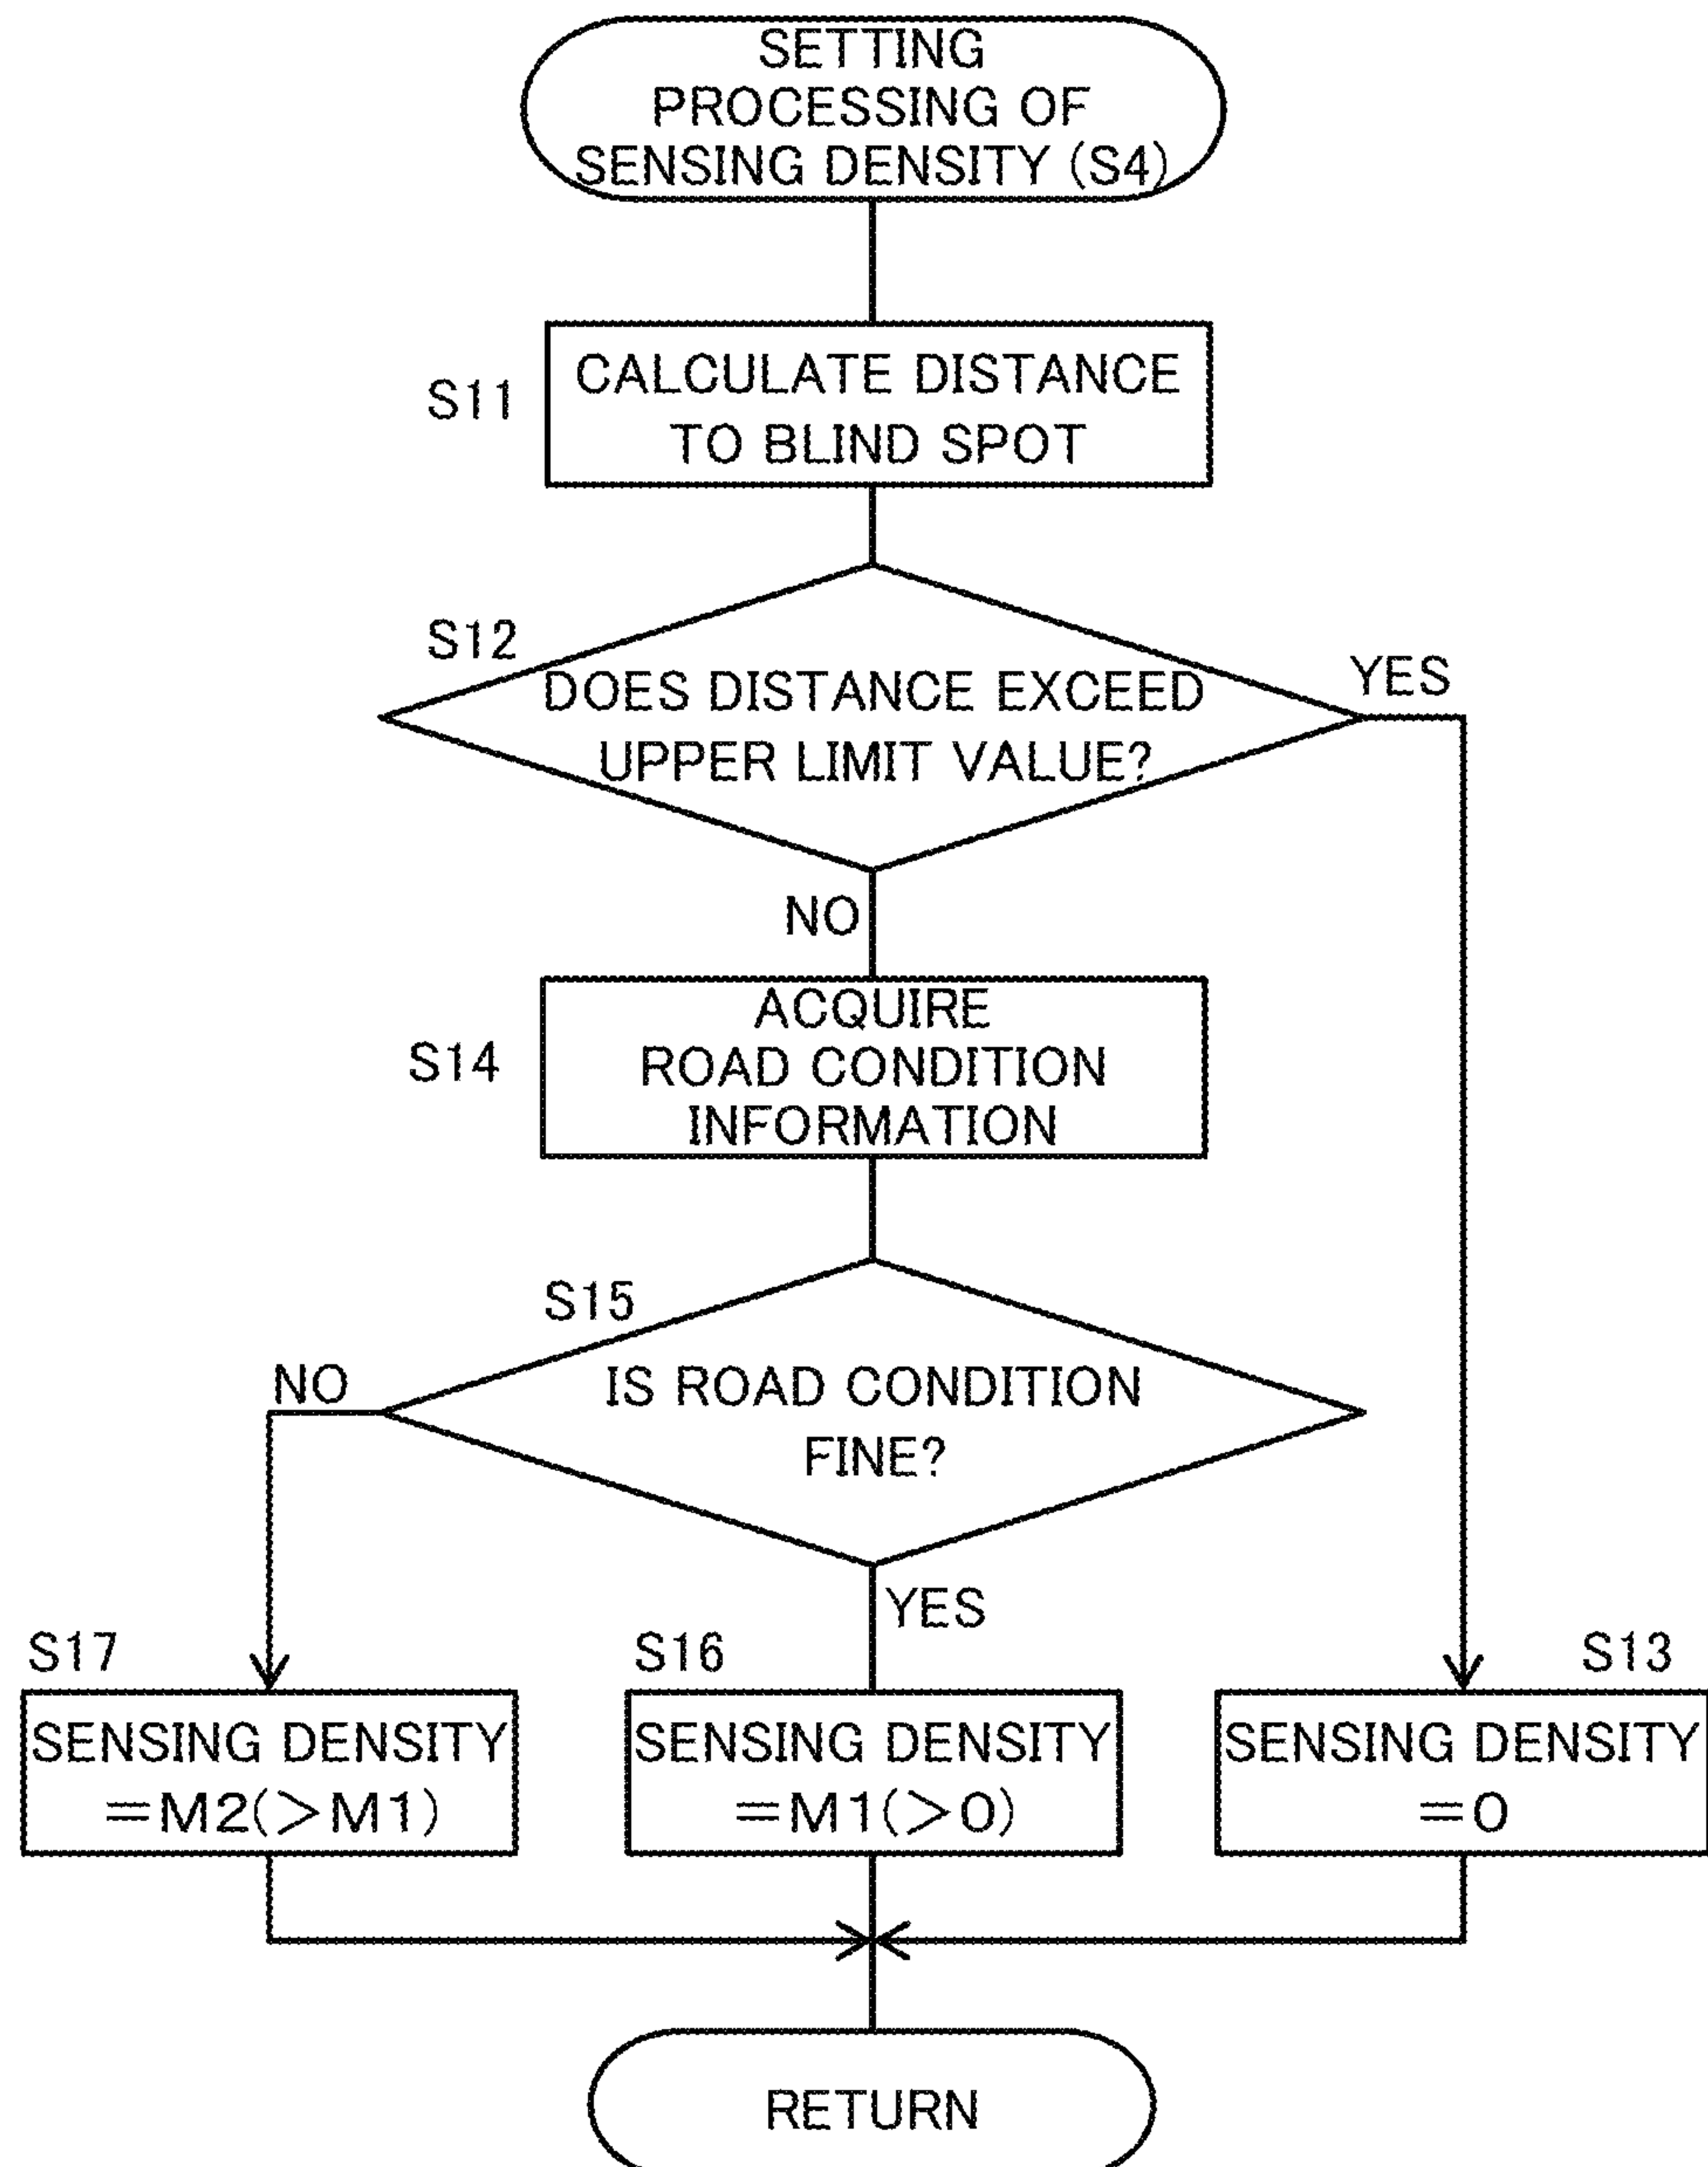 SETTING
PROCESSING OF
SENSING DENSITY (S4)
S11
CALCULATE DISTANCE
TO BLIND SPOT
S12
DOES DISTANCE EXCEED
UPPER LIMIT VALUE?
YES
NO
S14
ACQUIRE
ROAD CONDITION
INFORMATION
S15
IS ROAD CONDITION
FINE?
NO
YES
S17
SENSING DENSITY
=M2(>M1)
S16
SENSING DENSITY
=M1(>0)
S13
SENSING DENSITY
=0
RETURN